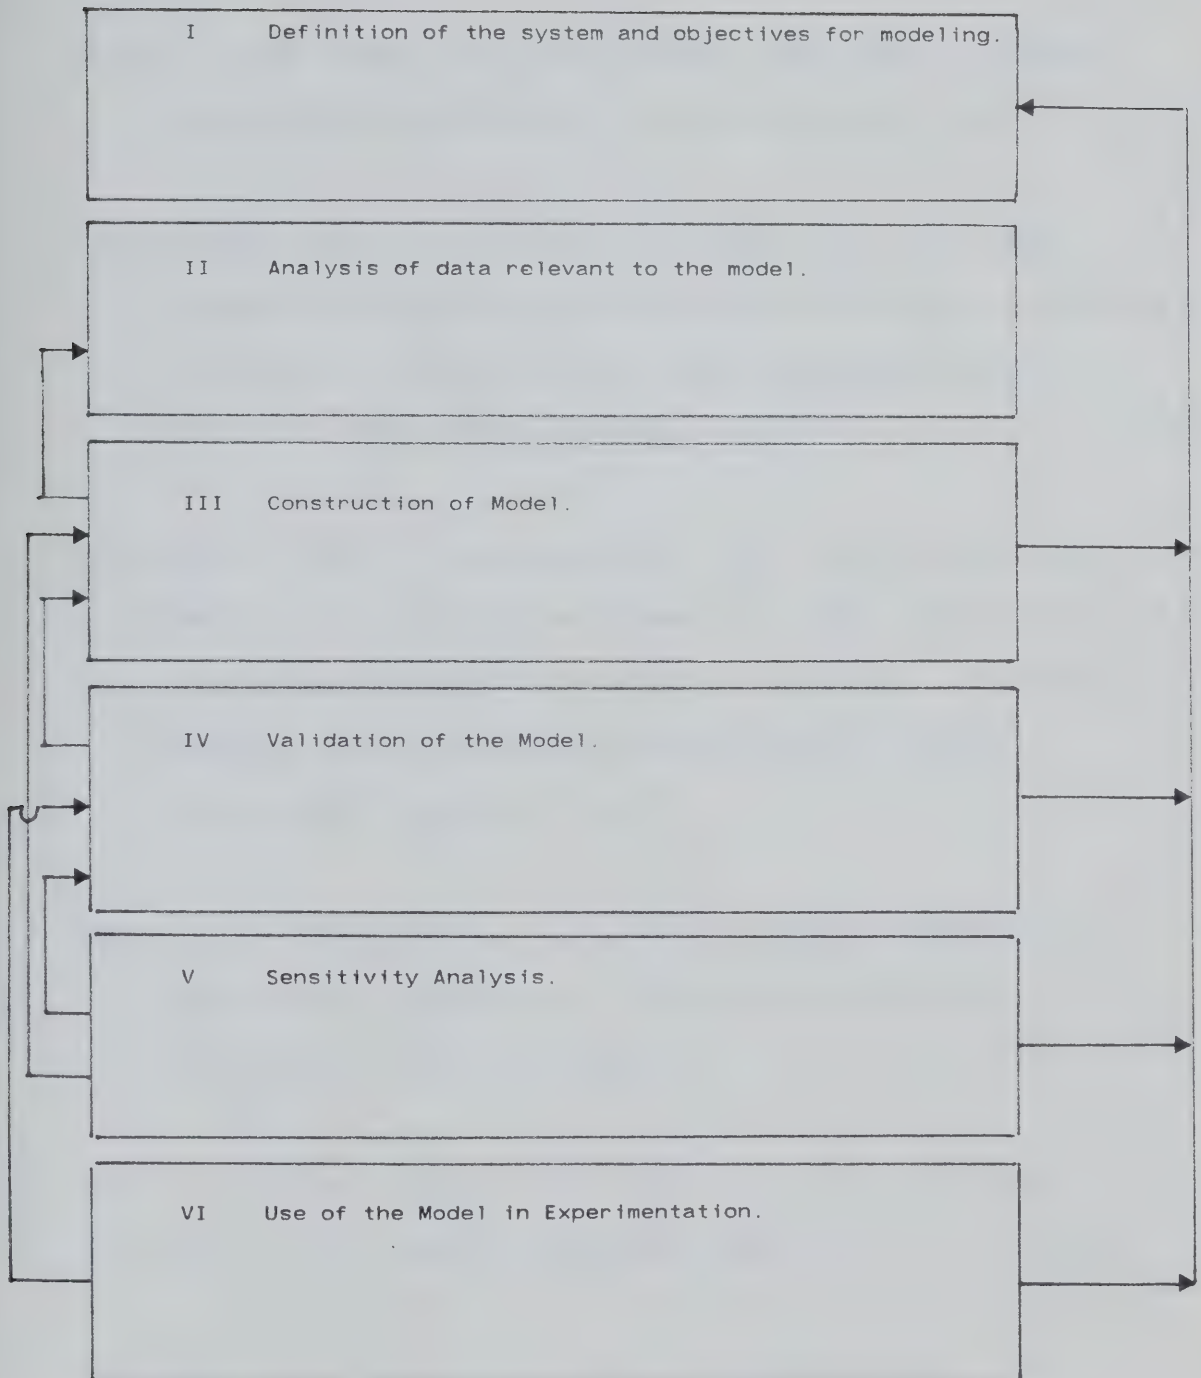 I Definition of the system and objectives for modeling.
II Analysis of data relevant to the model.
III Construction of Model.
IV Validation of the Model.
V Sensitivity Analysis.
VI Use of the Model in Experimentation.